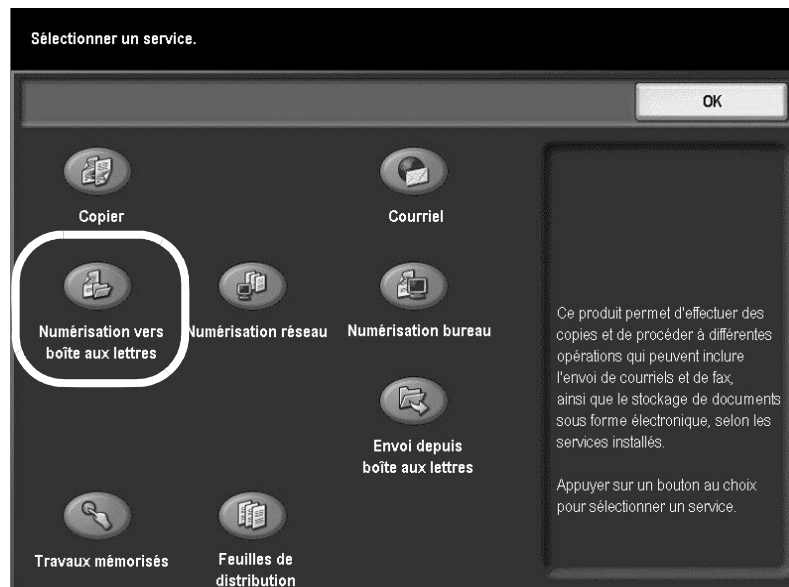 Sélectionner un service.
OK
Copier
Courriel
Numérisation vers
boîte aux lettres
Numérisation réseau
Numérisation bureau
Envoi depuis
boîte aux lettres
Travaux mémorisés
Feuilles de
distribution
Ce produit permet d'effectuer des
copies et de procéder à différentes
opérations qui peuvent inclure
l'envoi de courriels et de fax,
ainsi que le stockage de documents
sous forme électronique, selon les
services installés.
Appuyer sur un bouton au choix
pour sélectionner un service.